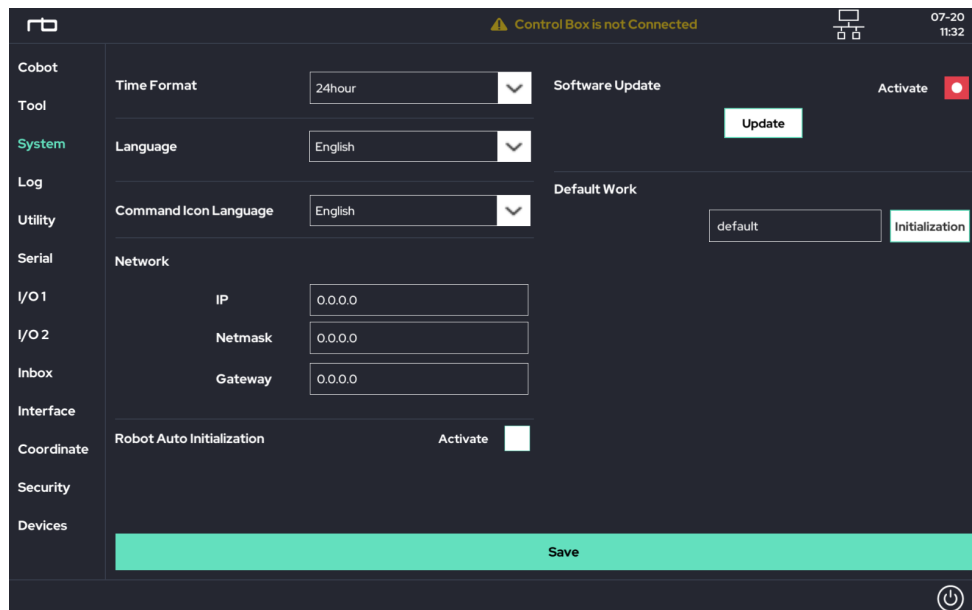 rb
Control Box is not Connected
07-20
11:32
Cobot
Tool
System
Log
Utility
Serial
I/O 1
I/O 2
Inbox
Interface
Coordinate
Security
Devices
Time Format
24hour
Language
English
Command Icon Language
English
Network
IP
0.0.0.0
Netmask
0.0.0.0
Gateway
0.0.0.0
Robot Auto Initialization
Activate
Software Update
Activate
Update
Default Work
default
Initialization
Save